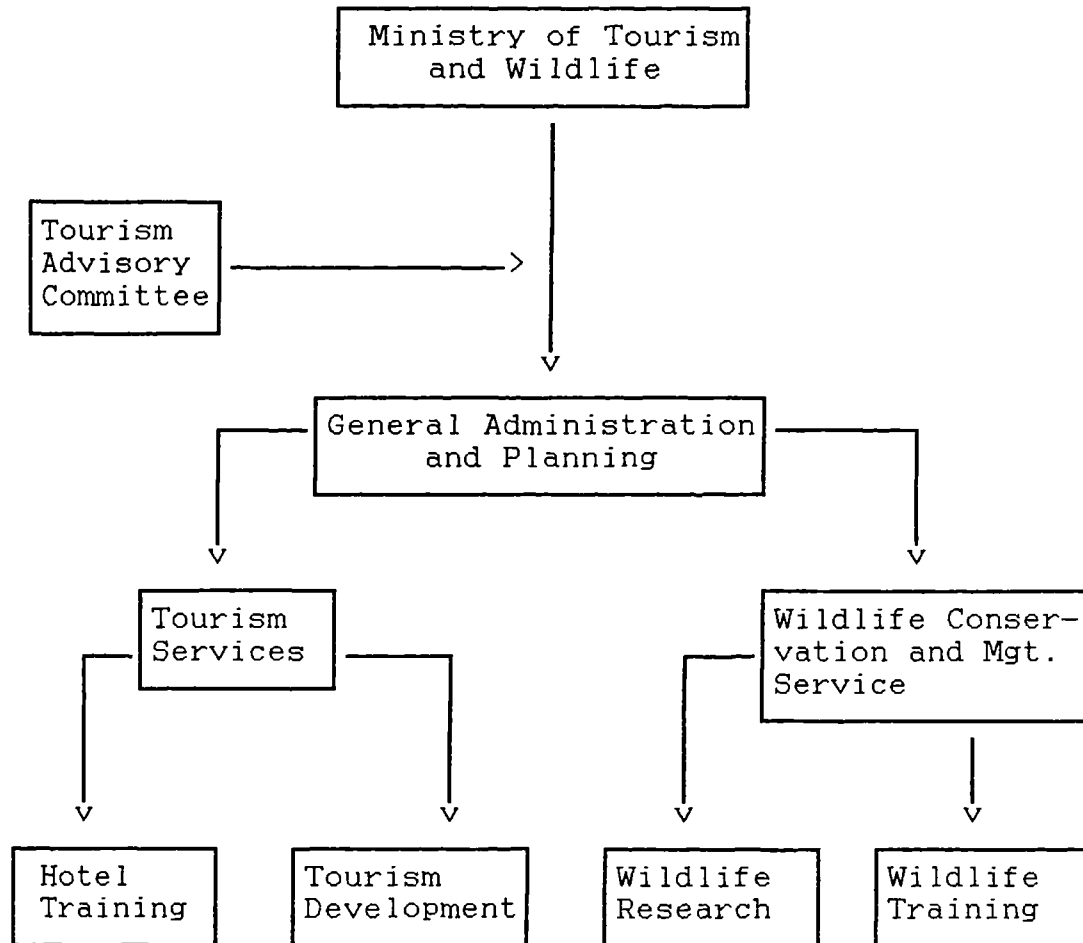 Ministry of Tourism
and Wildlife
Tourism
Advisory
Committee
General Administration
and Planning
Tourism
Services
Wildlife Conser-
vation and Mgt.
Service
Hotel
Training
Tourism
Development
Wildlife
Research
Wildlife
Training